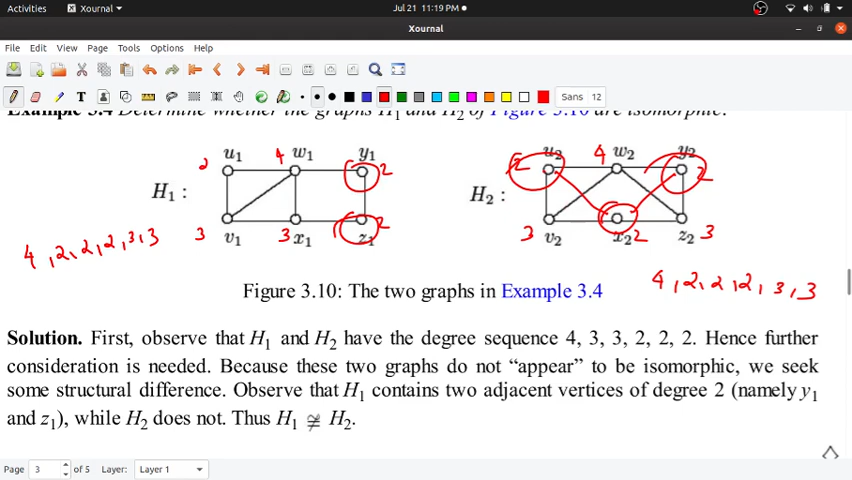 Activities Xournal Jul 21 11:19 PM
Xournal
File Edit View Page Tools Options Help
Sans 12
Example 3.4 Determine whether the graphs H1 and H2 of Figure 3.10 are isomorphic.
2 u1 4 w1 y1 2 2 u2 4 w2 y2 2
H1 : H2 :
3 v1 3 x1 z1 2 3 v2 x2 2 z2 3
4, 2, 2, 2, 3, 3 4, 2, 2, 2, 3, 3
Figure 3.10: The two graphs in Example 3.4
Solution. First, observe that H1 and H2 have the degree sequence 4, 3, 3, 2, 2, 2. Hence further
consideration is needed. Because these two graphs do not “appear” to be isomorphic, we seek
some structural difference. Observe that H1 contains two adjacent vertices of degree 2 (namely y1
and z1), while H2 does not. Thus H1 ≇ H2.
Page 3 of 5 Layer: Layer 1